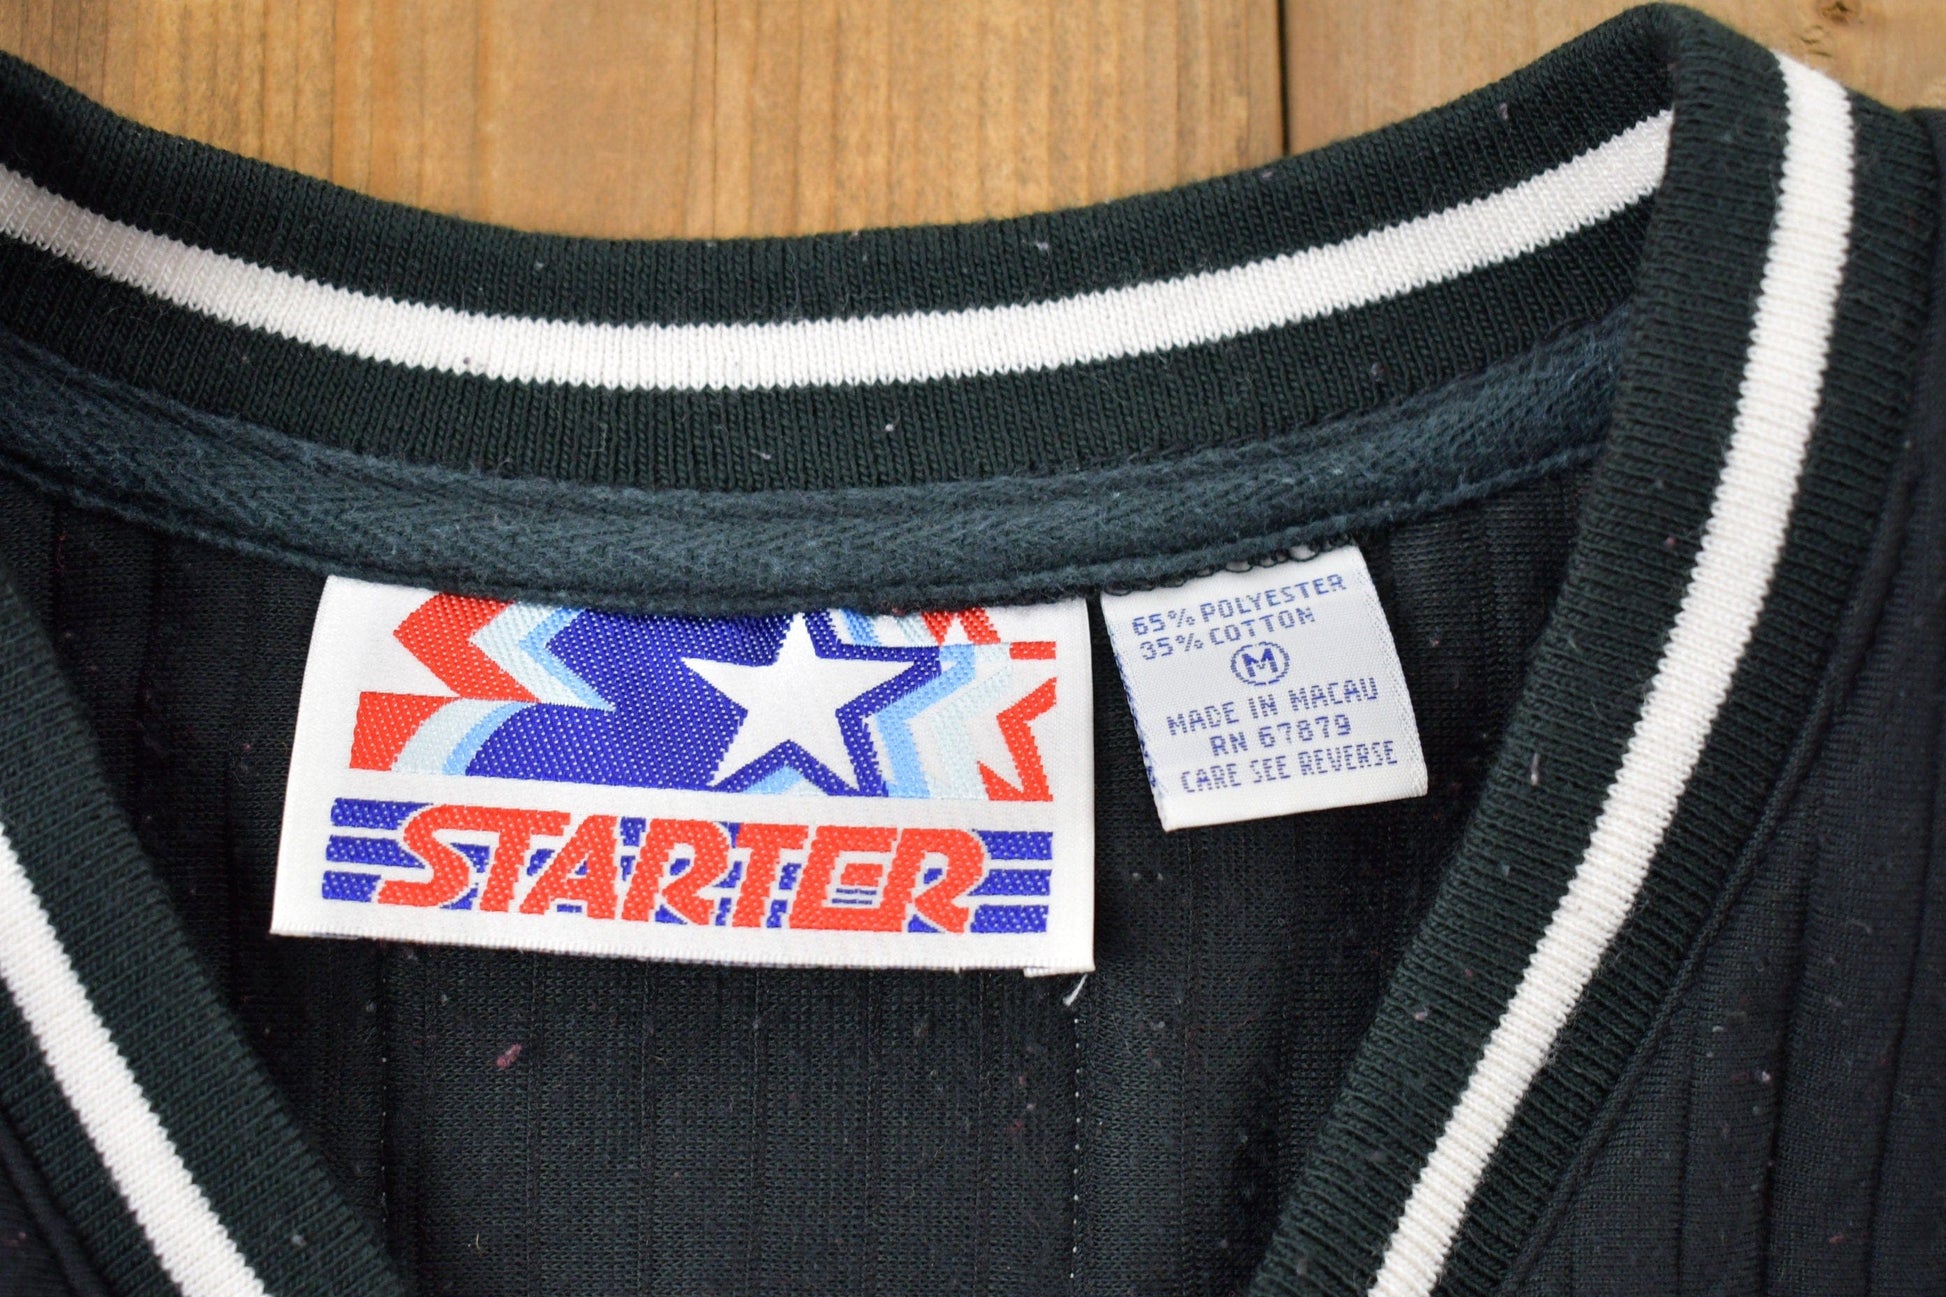 STARTER
65% POLYESTER
35% COTTON
M
MADE IN MACAU
RN 67879
CARE SEE REVERSE